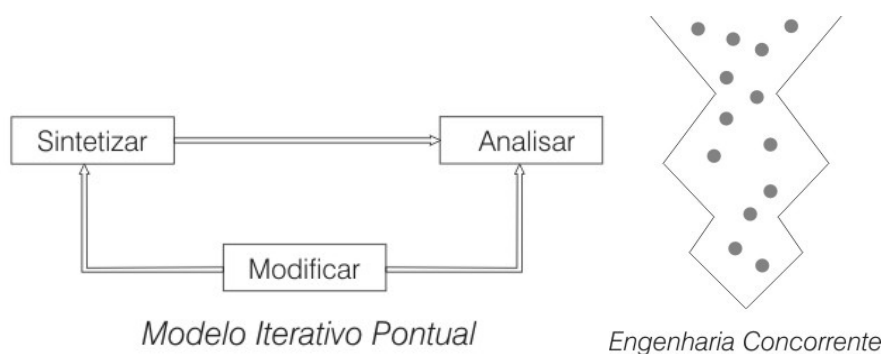 Sintetizar
Analisar
Modificar
Modelo Iterativo Pontual
Engenharia Concorrente